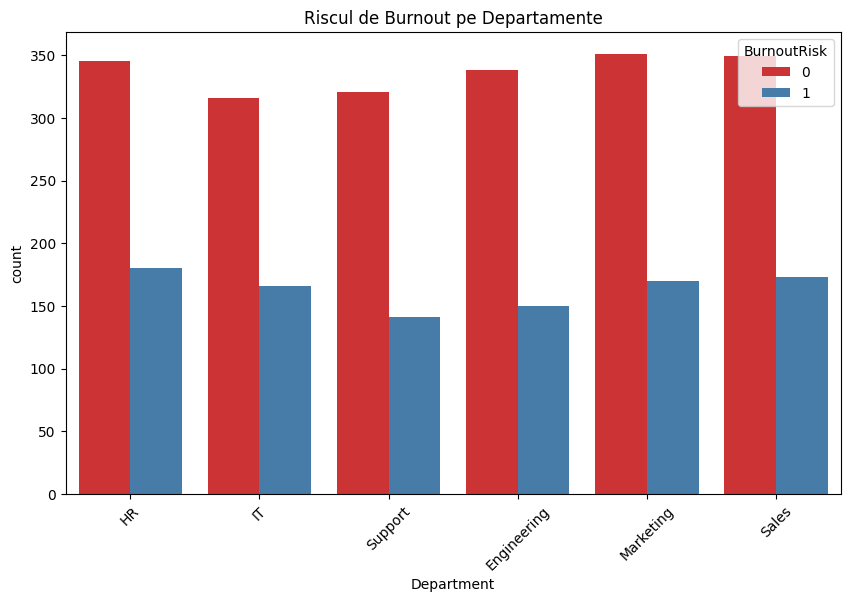 Riscul de Burnout pe Departamente
BurnoutRisk
0
1
350
300
250
200
150
100
50
0
count
HR
IT
Support
Engineering
Marketing
Sales
Department